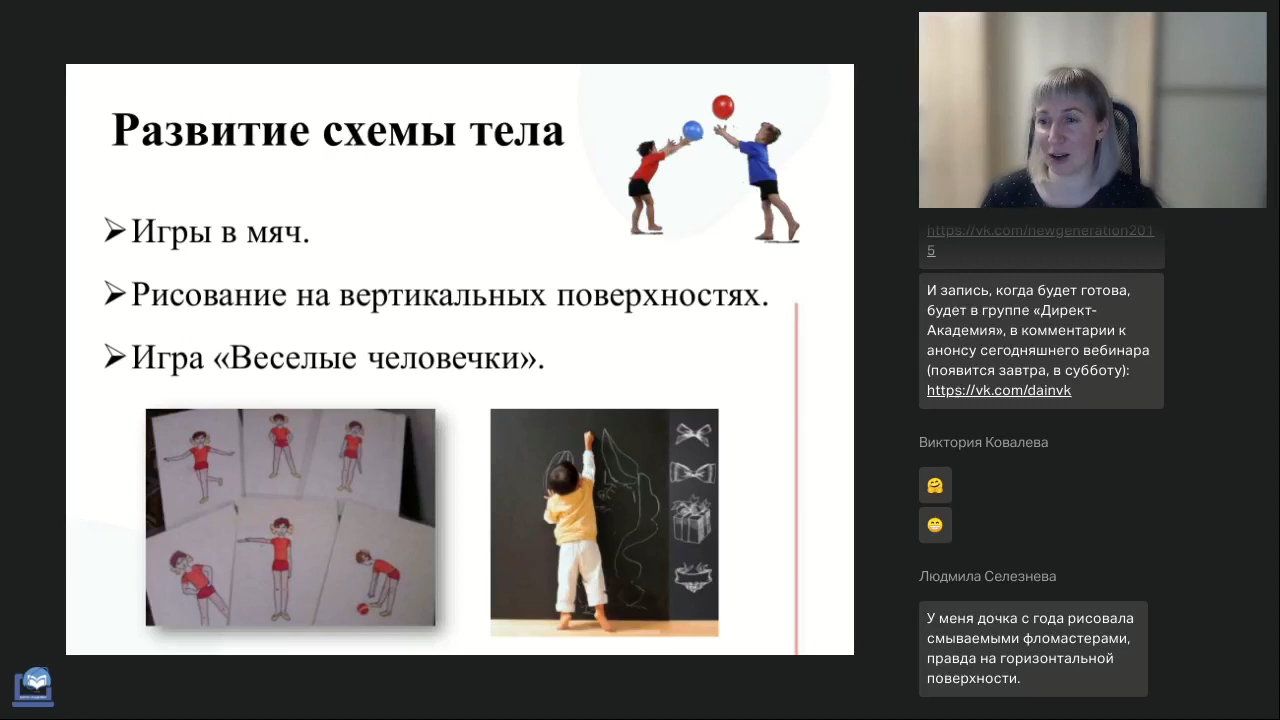 Развитие схемы тела
➢Игры в мяч.
➢Рисование на вертикальных поверхностях.
➢Игра «Веселые человечки».
https://vk.com/newgeneration201
5
И запись, когда будет готова,
будет в группе «Директ-
Академия», в комментарии к
анонсу сегодняшнего вебинара
(появится завтра, в субботу):
https://vk.com/dainvk
Виктория Ковалева
🤗
😁
Людмила Селезнева
У меня дочка с года рисовала
смываемыми фломастерами,
правда на горизонтальной
поверхности.